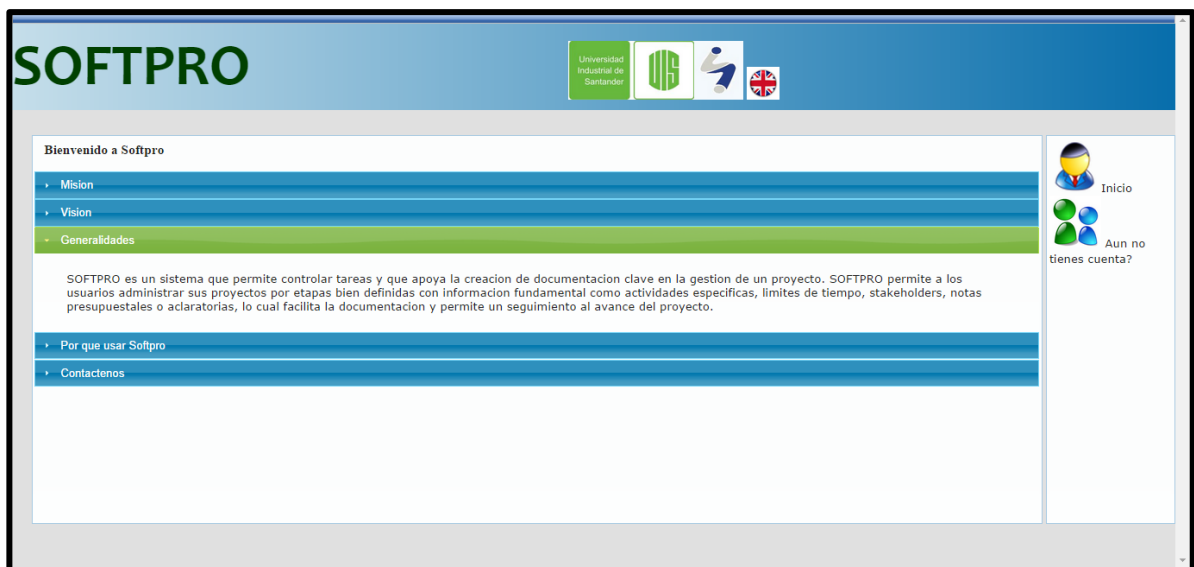 SOFTPRO
Universidad
Industrial de
Santander
UIS
Bienvenido a Softpro
Mision
Vision
Generalidades
SOFTPRO es un sistema que permite controlar tareas y que apoya la creacion de documentacion clave en la gestion de un proyecto. SOFTPRO permite a los
usuarios administrar sus proyectos por etapas bien definidas con informacion fundamental como actividades especificas, limites de tiempo, stakeholders, notas
presupuestales o aclaratorias, lo cual facilita la documentacion y permite un seguimiento al avance del proyecto.
Por que usar Softpro
Contactenos
Inicio
Aun no
tienes cuenta?